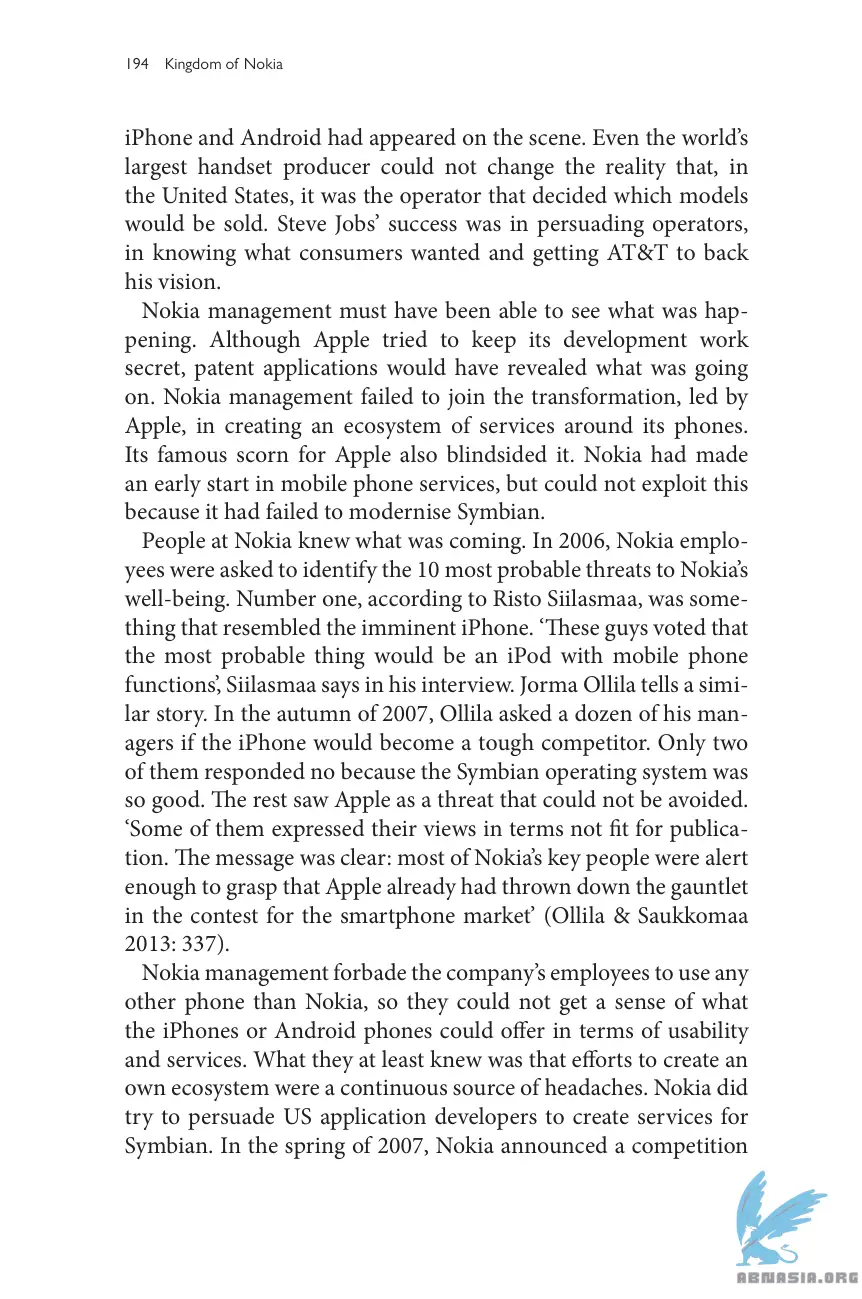 194 Kingdom of Nokia
iPhone and Android had appeared on the scene. Even the world’s
largest handset producer could not change the reality that, in
the United States, it was the operator that decided which models
would be sold. Steve Jobs’ success was in persuading operators,
in knowing what consumers wanted and getting AT&T to back
his vision.
Nokia management must have been able to see what was hap-
pening. Although Apple tried to keep its development work
secret, patent applications would have revealed what was going
on. Nokia management failed to join the transformation, led by
Apple, in creating an ecosystem of services around its phones.
Its famous scorn for Apple also blindsided it. Nokia had made
an early start in mobile phone services, but could not exploit this
because it had failed to modernise Symbian.
People at Nokia knew what was coming. In 2006, Nokia emplo-
yees were asked to identify the 10 most probable threats to Nokia’s
well-being. Number one, according to Risto Siilasmaa, was some-
thing that resembled the imminent iPhone. ‘These guys voted that
the most probable thing would be an iPod with mobile phone
functions’, Siilasmaa says in his interview. Jorma Ollila tells a simi-
lar story. In the autumn of 2007, Ollila asked a dozen of his man-
agers if the iPhone would become a tough competitor. Only two
of them responded no because the Symbian operating system was
so good. The rest saw Apple as a threat that could not be avoided.
‘Some of them expressed their views in terms not fit for publica-
tion. The message was clear: most of Nokia’s key people were alert
enough to grasp that Apple already had thrown down the gauntlet
in the contest for the smartphone market’ (Ollila & Saukkomaa
2013: 337).
Nokia management forbade the company’s employees to use any
other phone than Nokia, so they could not get a sense of what
the iPhones or Android phones could offer in terms of usability
and services. What they at least knew was that efforts to create an
own ecosystem were a continuous source of headaches. Nokia did
try to persuade US application developers to create services for
Symbian. In the spring of 2007, Nokia announced a competition
ABNASIA.ORG